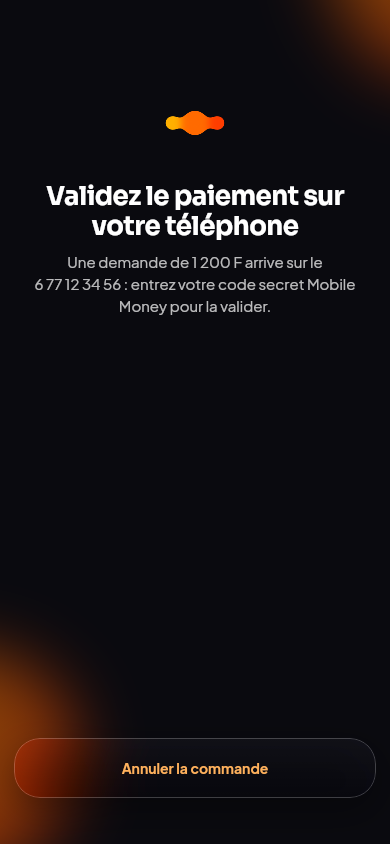 Validez le paiement sur
votre téléphone
Une demande de 1 200 F arrive sur le
6 77 12 34 56 : entrez votre code secret Mobile
Money pour la valider.
Annuler la commande